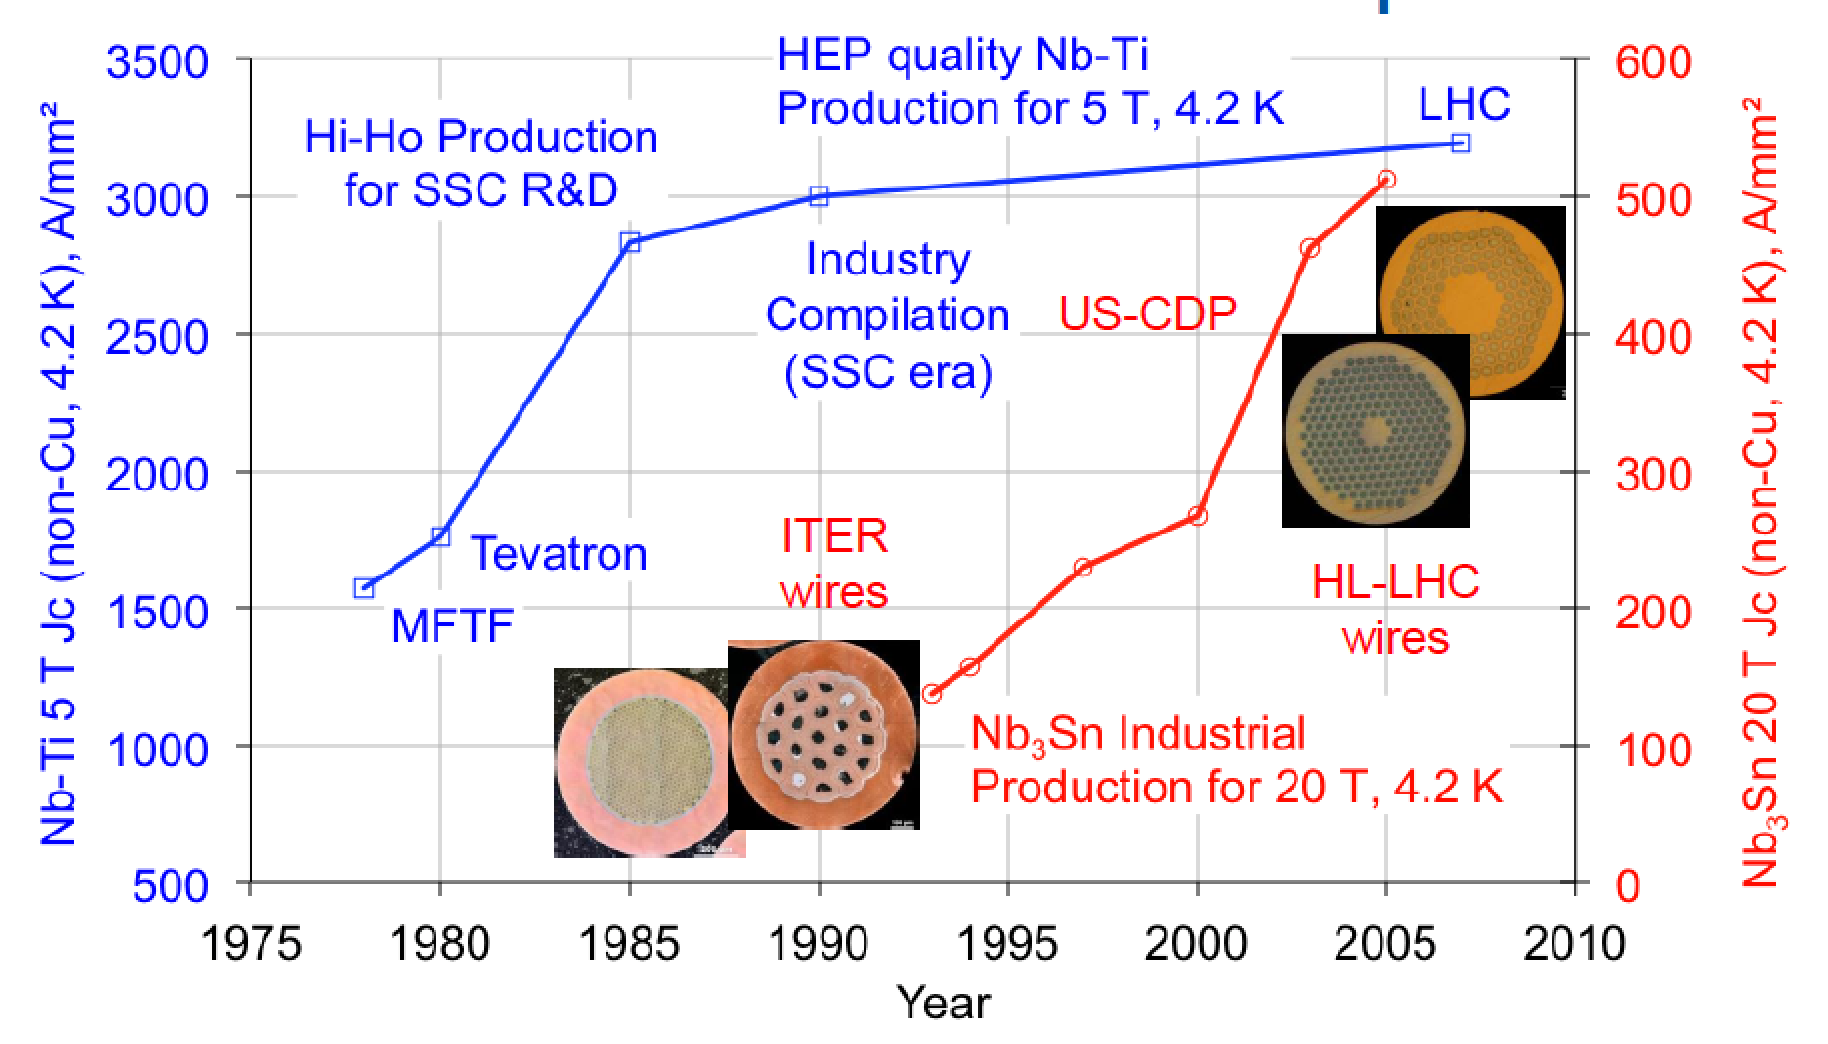 3500
3000
2500
2000
1500
1000
500
Nb-Ti 5 T Jc (non-Cu, 4.2 K), A/mm²
HEP quality Nb-Ti
Production for 5 T, 4.2 K
LHC
Hi-Ho Production
for SSC R&D
Industry
Compilation
(SSC era)
US-CDP
Tevatron
MFTF
ITER
wires
HL-LHC
wires
Nb₃Sn Industrial
Production for 20 T, 4.2 K
600
500
400
300
200
100
0
Nb₃Sn 20 T Jc (non-Cu, 4.2 K), A/mm²
1975 1980 1985 1990 1995 2000 2005 2010
Year